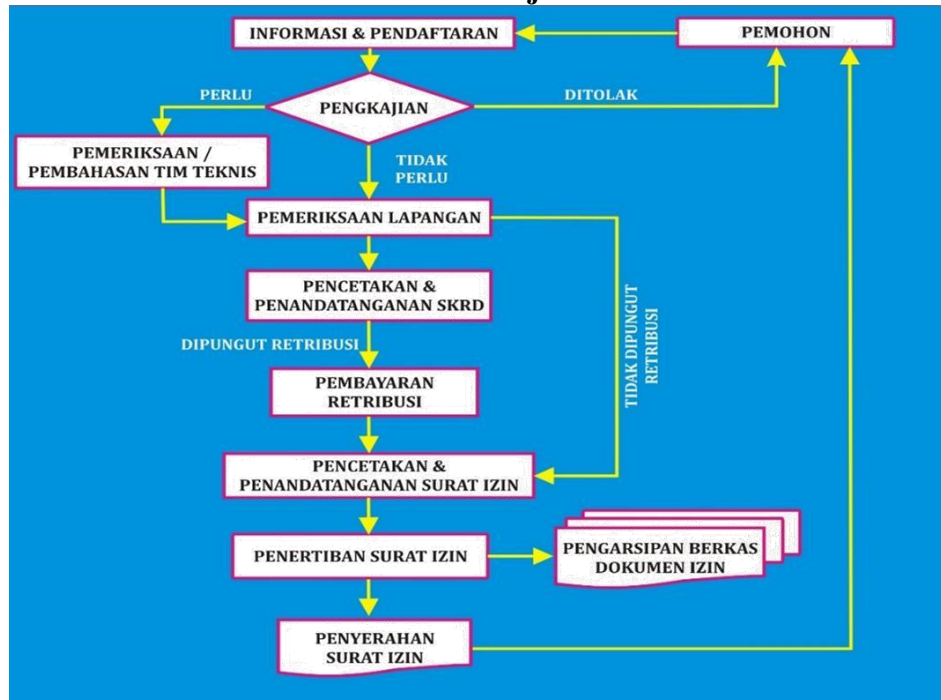 INFORMASI & PENDAFTARAN
PEMOHON
PERLU
PENGKAJIAN
DITOLAK
PEMERIKSAAN /
PEMBAHASAN TIM TEKNIS
TIDAK
PERLU
PEMERIKSAAN LAPANGAN
PENCETAKAN &
PENANDATANGANAN SKRD
DIPUNGUT RETRIBUSI
TIDAK DIPUNGUT
RETRIBUSI
PEMBAYARAN
RETRIBUSI
PENCETAKAN &
PENANDATANGANAN SURAT IZIN
PENERTIBAN SURAT IZIN
PENGARSIPAN BERKAS
DOKUMEN IZIN
PENYERAHAN
SURAT IZIN